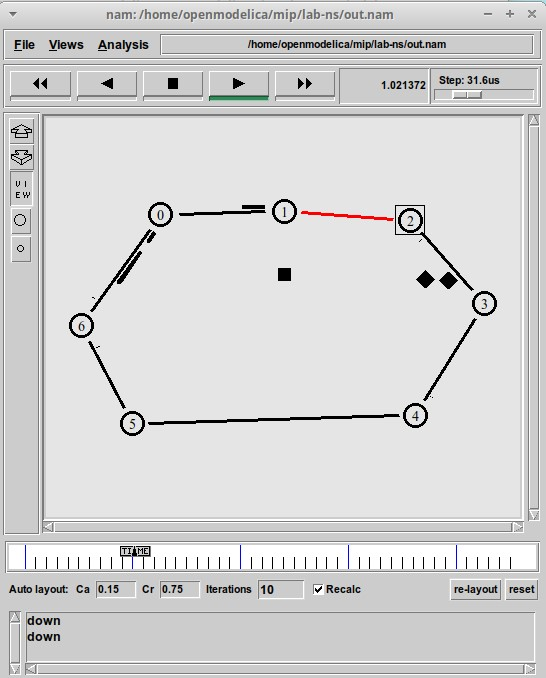 nam: /home/openmodelica/mip/lab-ns/out.nam
File Views Analysis /home/openmodelica/mip/lab-ns/out.nam
1.021372 Step: 31.6us
V I
E W
0 1 2
3
6
5 4
TIME
Auto layout: Ca 0.15 Cr 0.75 Iterations 10 Recalc re-layout reset
down
down